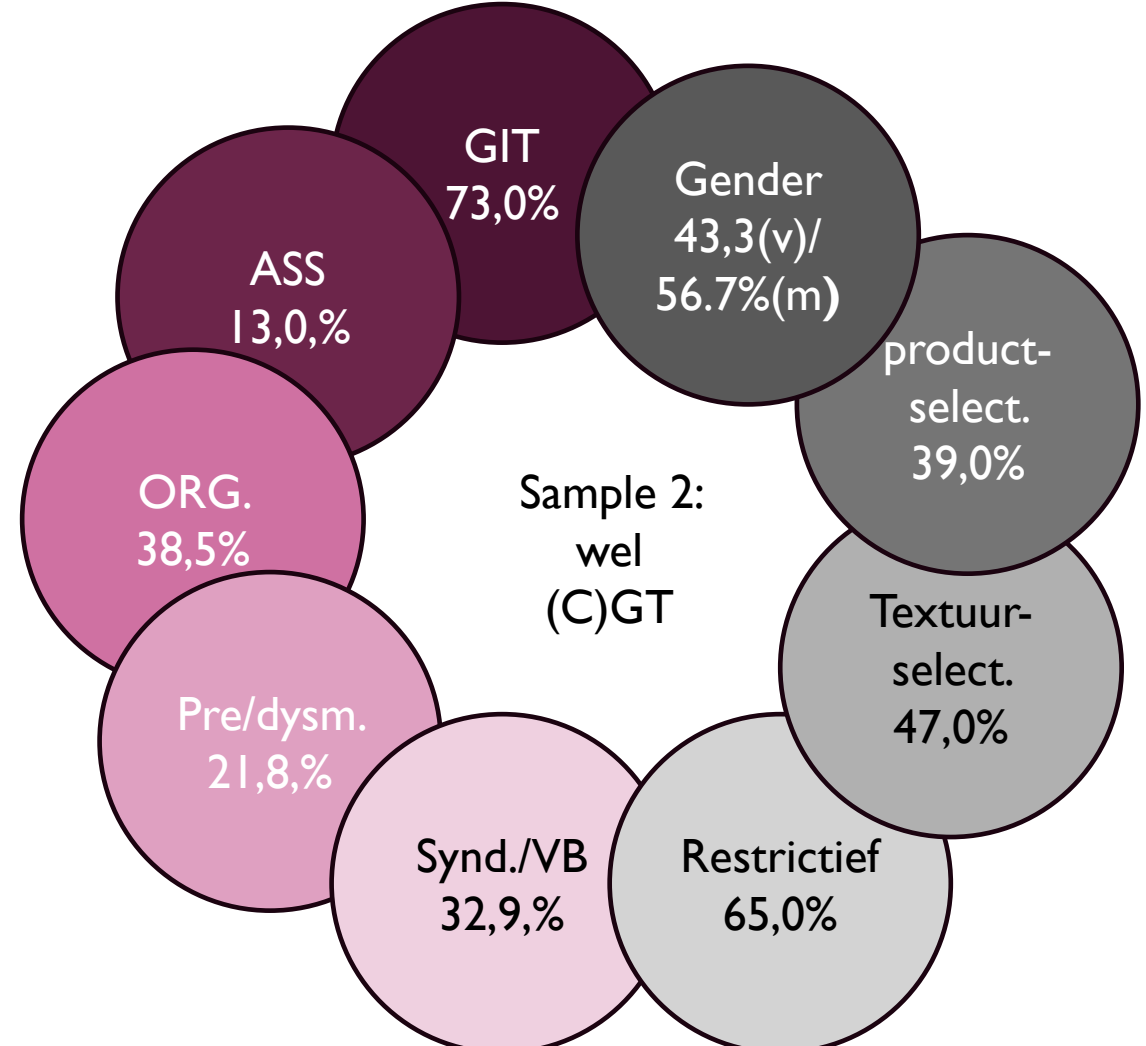 GIT
73,0%
Gender
43,3(v)/
56.7%(m)
product-
select.
39,0%
Textuur-
select.
47,0%
Restrictief
65,0%
Synd./VB
32,9,%
Pre/dysm.
21,8,%
ORG.
38,5%
ASS
13,0,%
Sample 2:
wel
(C)GT